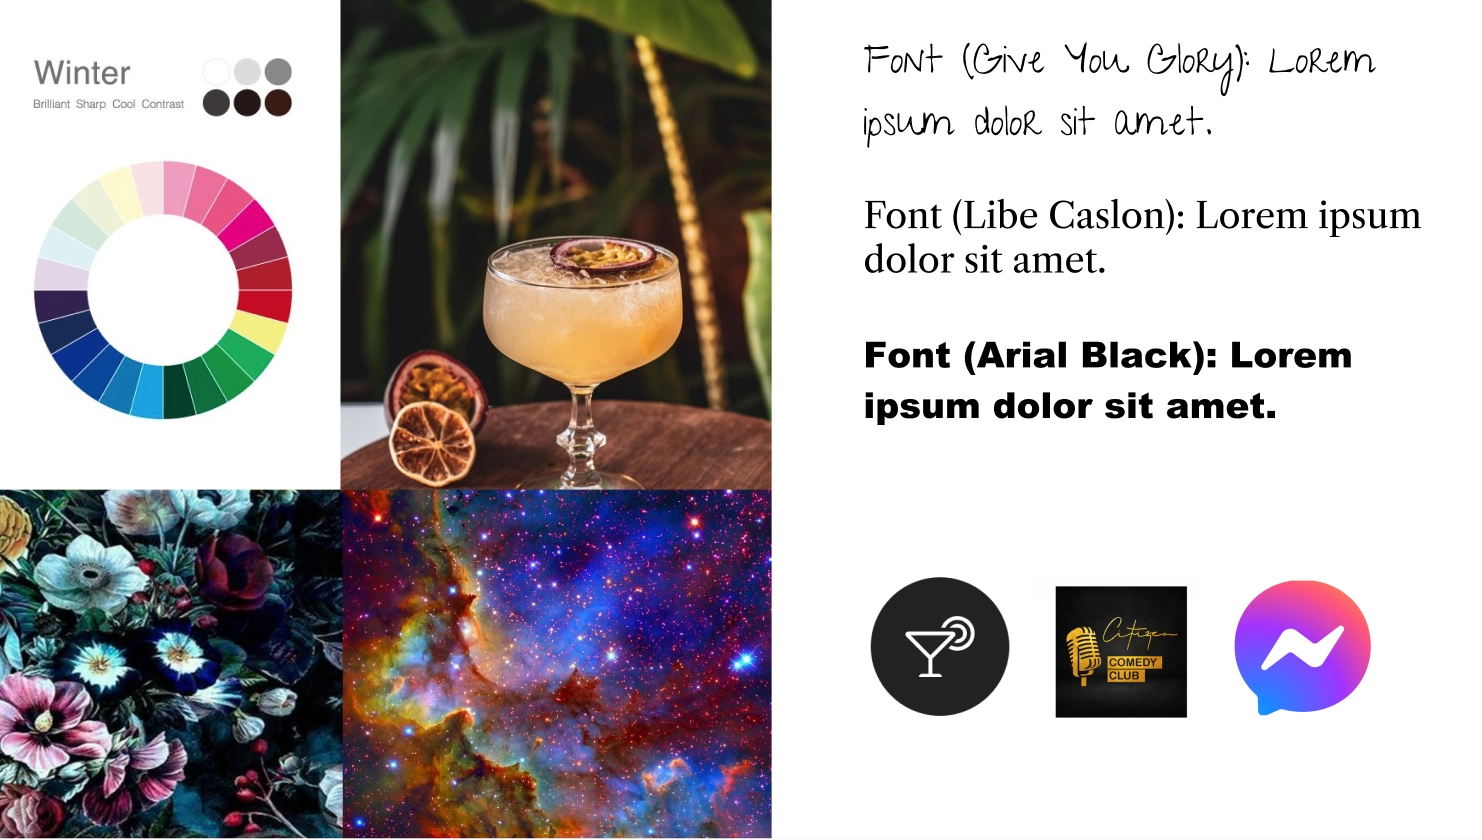 Winter
Brilliant Sharp Cool Contrast
Font (Give You Glory): Lorem
ipsum dolor sit amet.
Font (Libe Caslon): Lorem ipsum
dolor sit amet.
Font (Arial Black): Lorem
ipsum dolor sit amet.
Citizen
COMEDY
CLUB